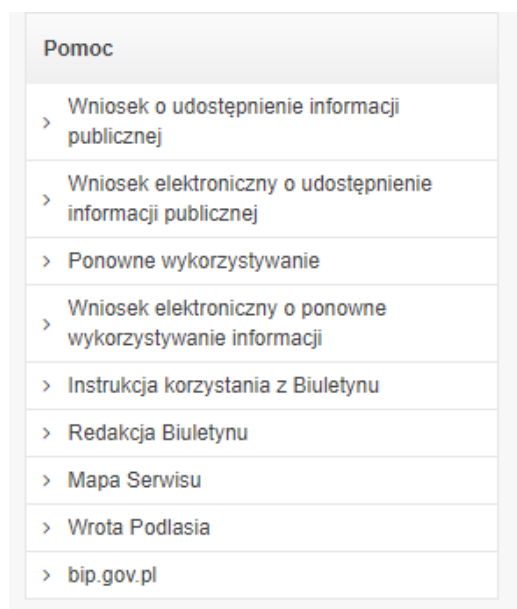 Pomoc
Wniosek o udostępnienie informacji
publicznej
Wniosek elektroniczny o udostępnienie
informacji publicznej
Ponowne wykorzystywanie
Wniosek elektroniczny o ponowne
wykorzystywanie informacji
Instrukcja korzystania z Biuletynu
Redakcja Biuletynu
Mapa Serwisu
Wrota Podlasia
bip.gov.pl